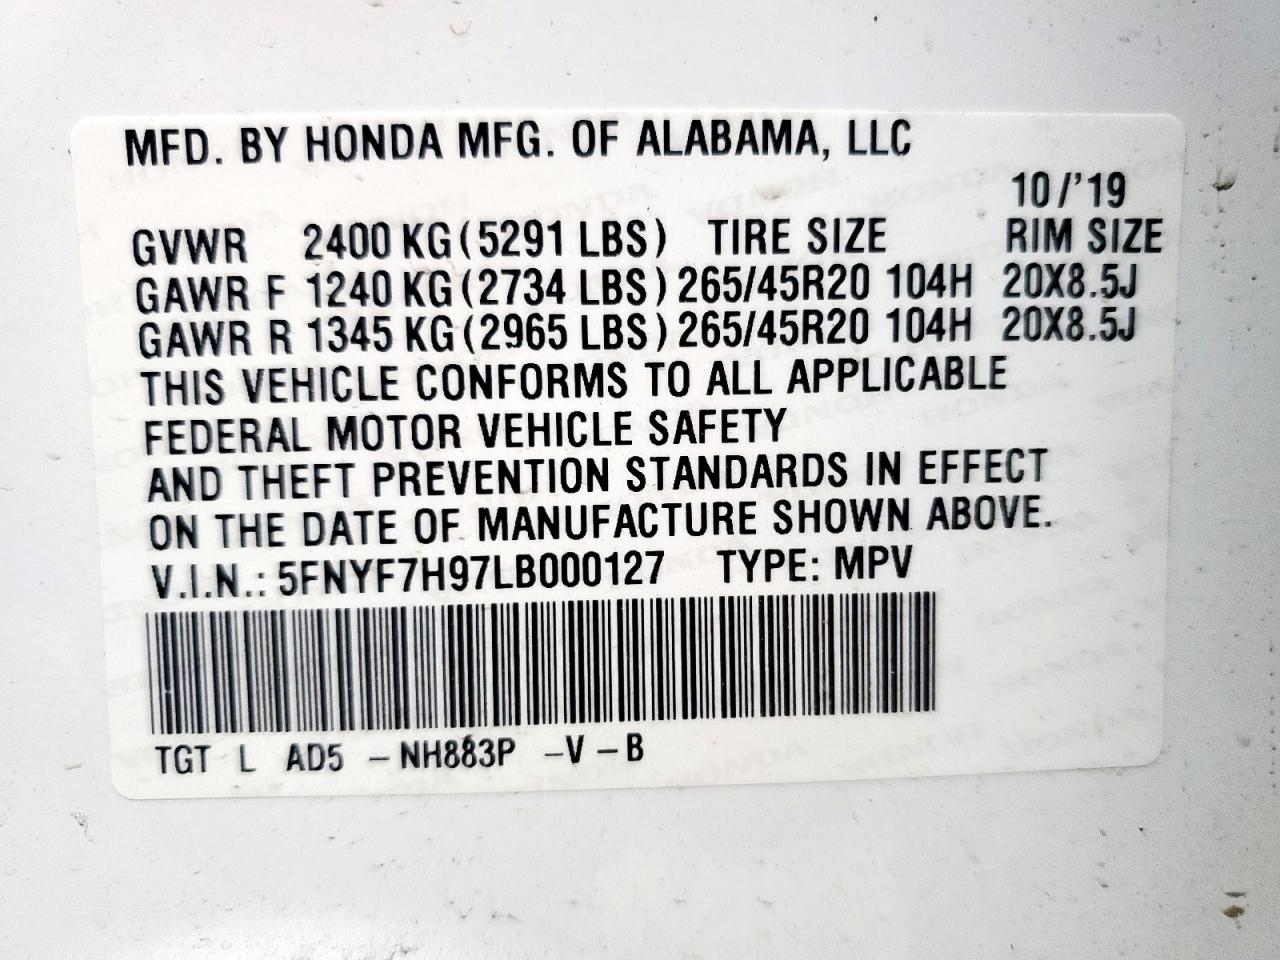 MFD. BY HONDA MFG. OF ALABAMA, LLC
10/'19
GVWR 2400 KG (5291 LBS) TIRE SIZE RIM SIZE
GAWR F 1240 KG (2734 LBS) 265/45R20 104H 20X8.5J
GAWR R 1345 KG (2965 LBS) 265/45R20 104H 20X8.5J
THIS VEHICLE CONFORMS TO ALL APPLICABLE
FEDERAL MOTOR VEHICLE SAFETY
AND THEFT PREVENTION STANDARDS IN EFFECT
ON THE DATE OF MANUFACTURE SHOWN ABOVE.
V.I.N.: 5FNYF7H97LB000127 TYPE: MPV
TGT L AD5 -NH883P -V -B